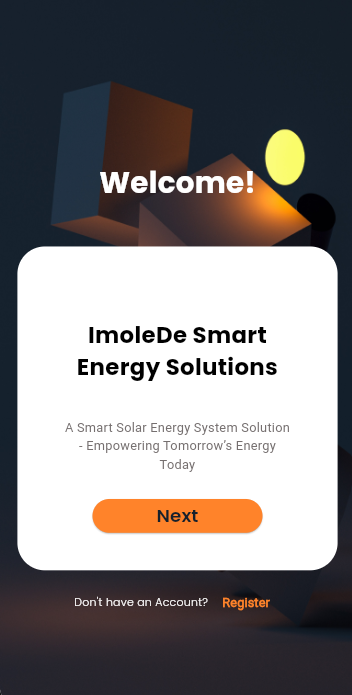 Welcome!
ImoleDe Smart
Energy Solutions
A Smart Solar Energy System Solution
- Empowering Tomorrow's Energy
Today
Next
Don't have an Account? Register